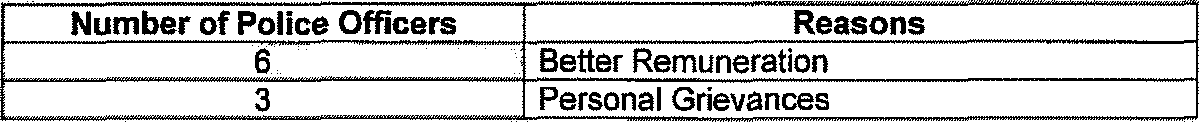 Number of Police Officers Reasons
6 Better Remuneration
3 Personal Grievances